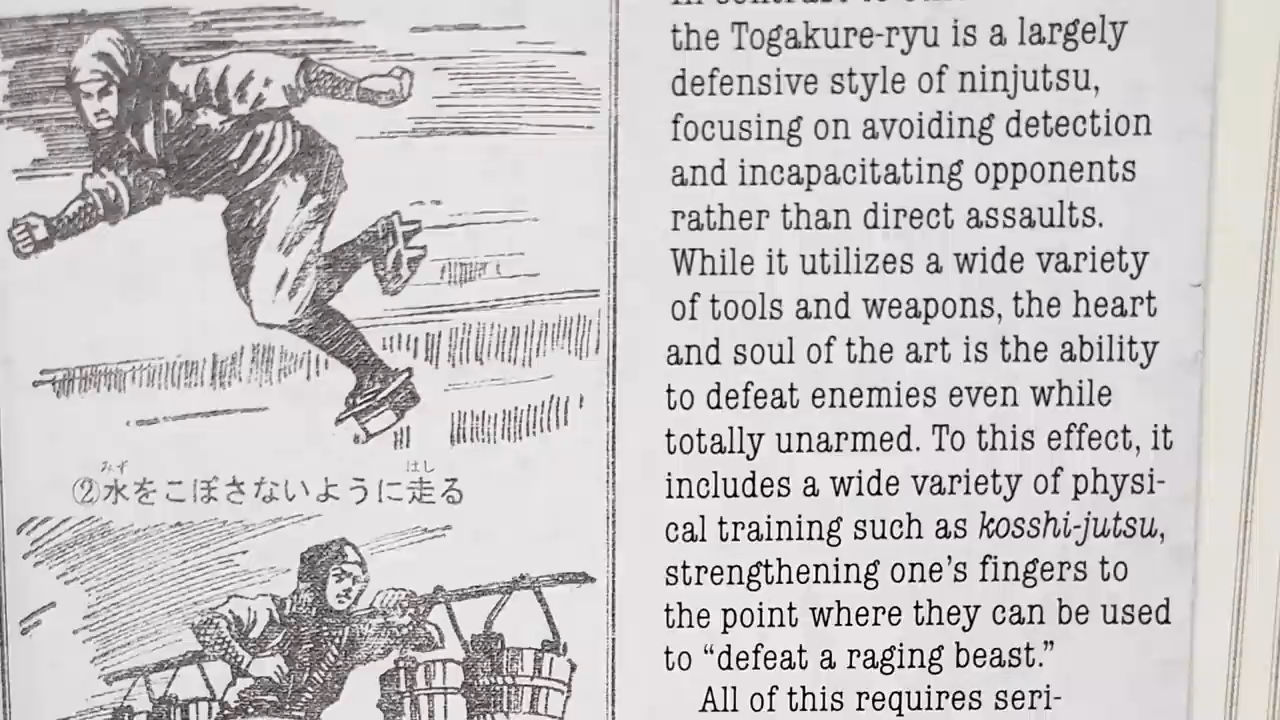 the Togakure-ryu is a largely
defensive style of ninjutsu,
focusing on avoiding detection
and incapacitating opponents
rather than direct assaults.
While it utilizes a wide variety
of tools and weapons, the heart
and soul of the art is the ability
to defeat enemies even while
totally unarmed. To this effect, it
includes a wide variety of physi-
cal training such as kosshi-jutsu,
strengthening one's fingers to
the point where they can be used
to “defeat a raging beast.”
All of this requires seri-
みず はし
②水をこぼさないように走る